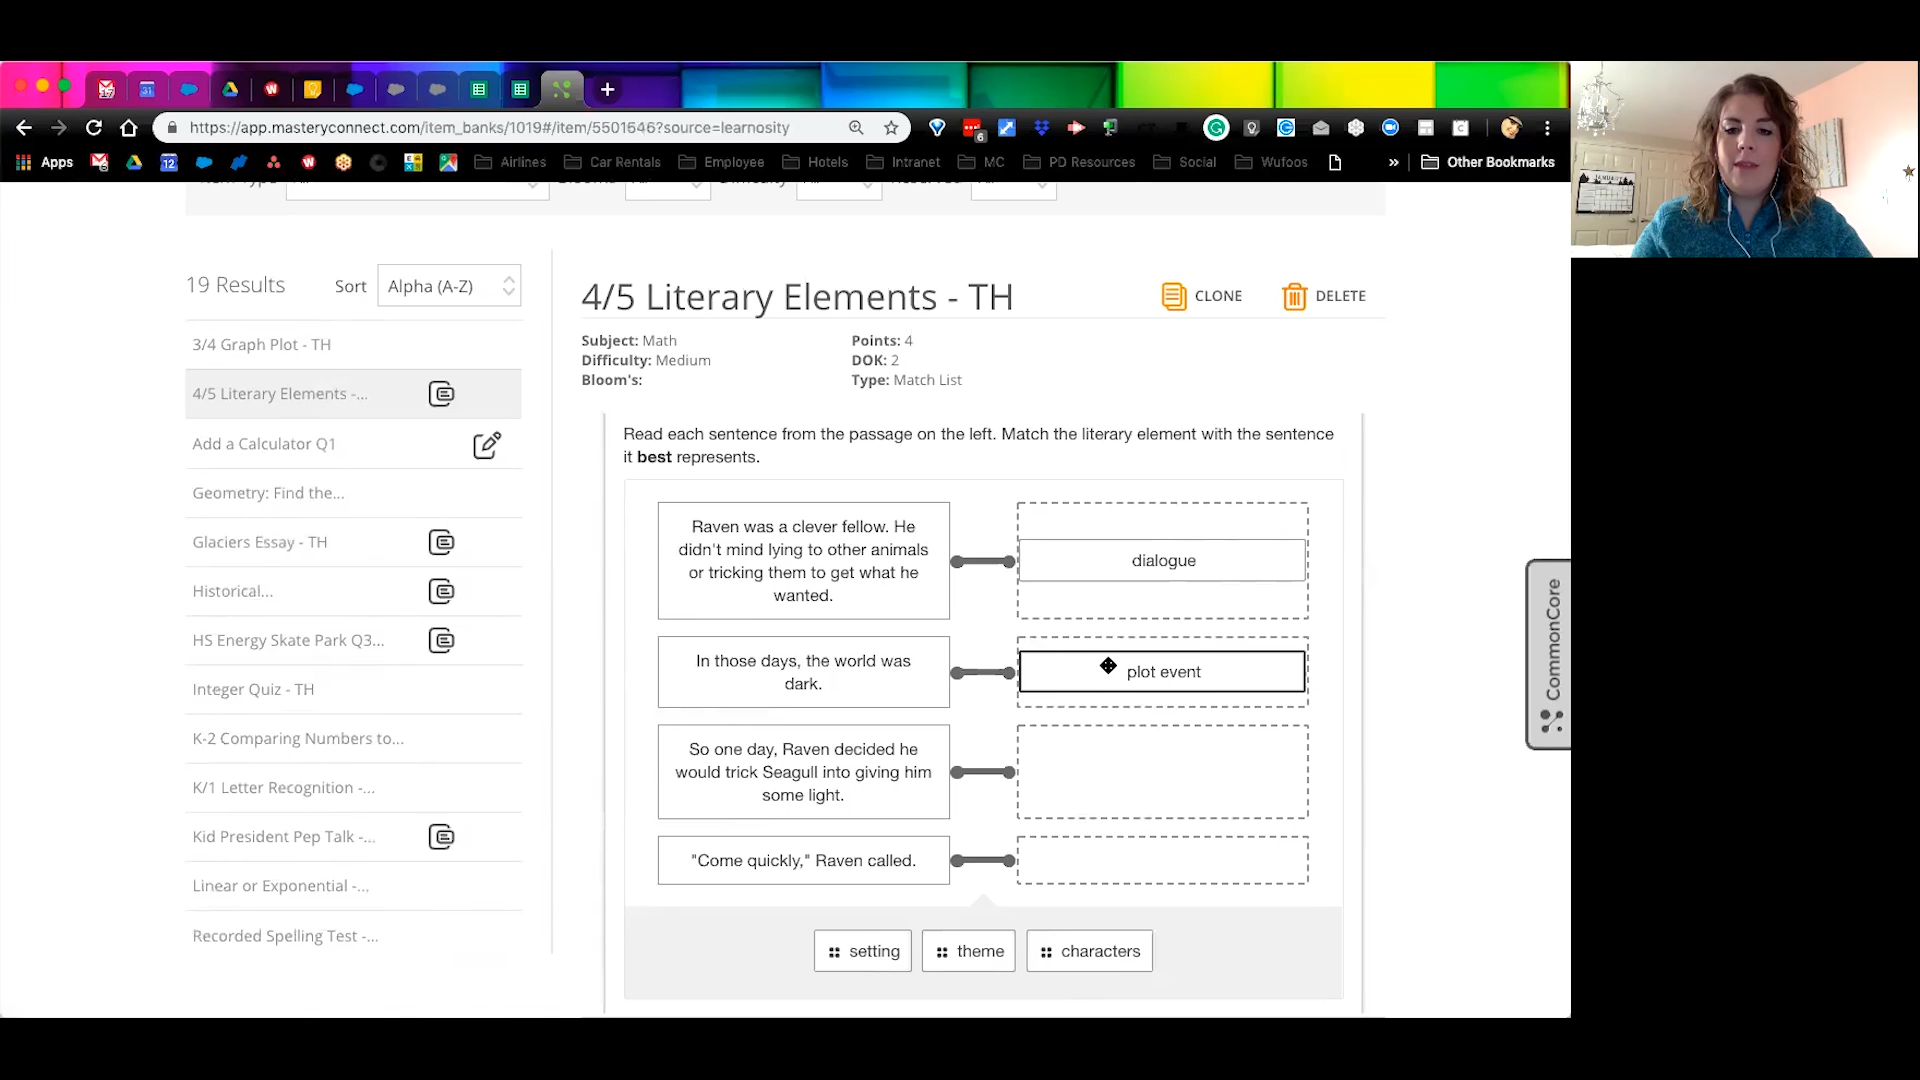 https://app.masteryconnect.com/item_banks/1019#/item/5501646?source=learnosity
6
Apps
12
Airlines
Car Rentals
Employee
Hotels
Intranet
MC
PD Resources
Social
Wufoos
»
Other Bookmarks
19 Results
Sort
Alpha (A-Z)
3/4 Graph Plot - TH
4/5 Literary Elements -...
Add a Calculator Q1
Geometry: Find the...
Glaciers Essay - TH
Historical...
HS Energy Skate Park Q3...
Integer Quiz - TH
K-2 Comparing Numbers to...
K/1 Letter Recognition -...
Kid President Pep Talk -...
Linear or Exponential -...
Recorded Spelling Test -...
4/5 Literary Elements - TH
CLONE
DELETE
Subject: Math
Difficulty: Medium
Bloom's:
Points: 4
DOK: 2
Type: Match List
Read each sentence from the passage on the left. Match the literary element with the sentence
it best represents.
Raven was a clever fellow. He
didn't mind lying to other animals
or tricking them to get what he
wanted.
dialogue
In those days, the world was
dark.
plot event
So one day, Raven decided he
would trick Seagull into giving him
some light.
"Come quickly," Raven called.
setting
theme
characters
CommonCore